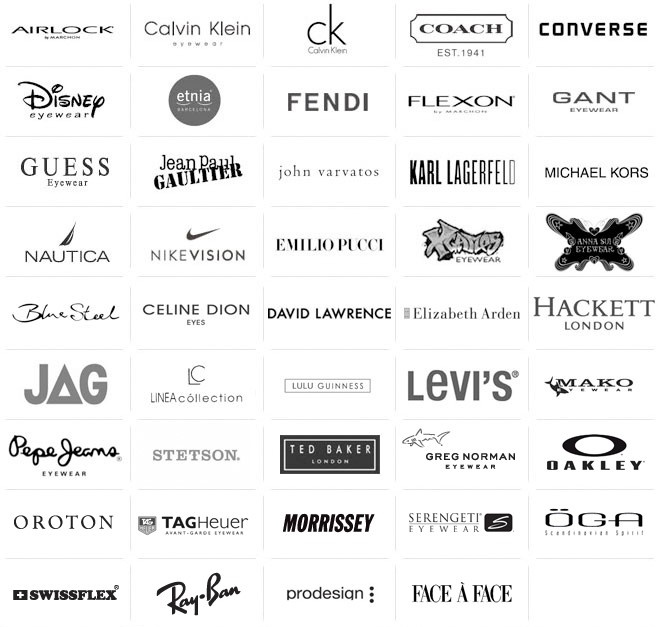 AIRLOCK
by MARCHON
Calvin Klein
eyewear
ck
Calvin Klein
COACH
EST.1941
CONVERSE
Disney
eyewear
etnia
BARCELONA
FENDI
FLEXON®
by MARCHON
GANT
EYEWEAR
GUESS
Eyewear
Jean Paul
GAULTIER
john varvatos
KARL LAGERFELD
MICHAEL KORS
NAUTICA
NIKEVISION
EMILIO PUCCI
XGAMES
EYEWEAR
ANNA SUI
EYEWEAR
Blue Steel
CELINE DION
EYES
DAVID LAWRENCE
Elizabeth Arden
HACKETT
LONDON
JAG
LC
LINEA cóllection
LULU GUINNESS
LEVI'S®
MAKO
EYEWEAR
Pepe Jeans
EYEWEAR
STETSON.
TED BAKER
LONDON
GREG NORMAN
EYEWEAR
OAKLEY
OROTON
TAG
HEUER
TAGHeuer
AVANT-GARDE EYEWEAR
MORRISSEY
SERENGETI®
EYEWEAR
S
ÖGA
Scandinavian Spirit
SWISSFLEX®
Ray-Ban
prodesign
FACE À FACE